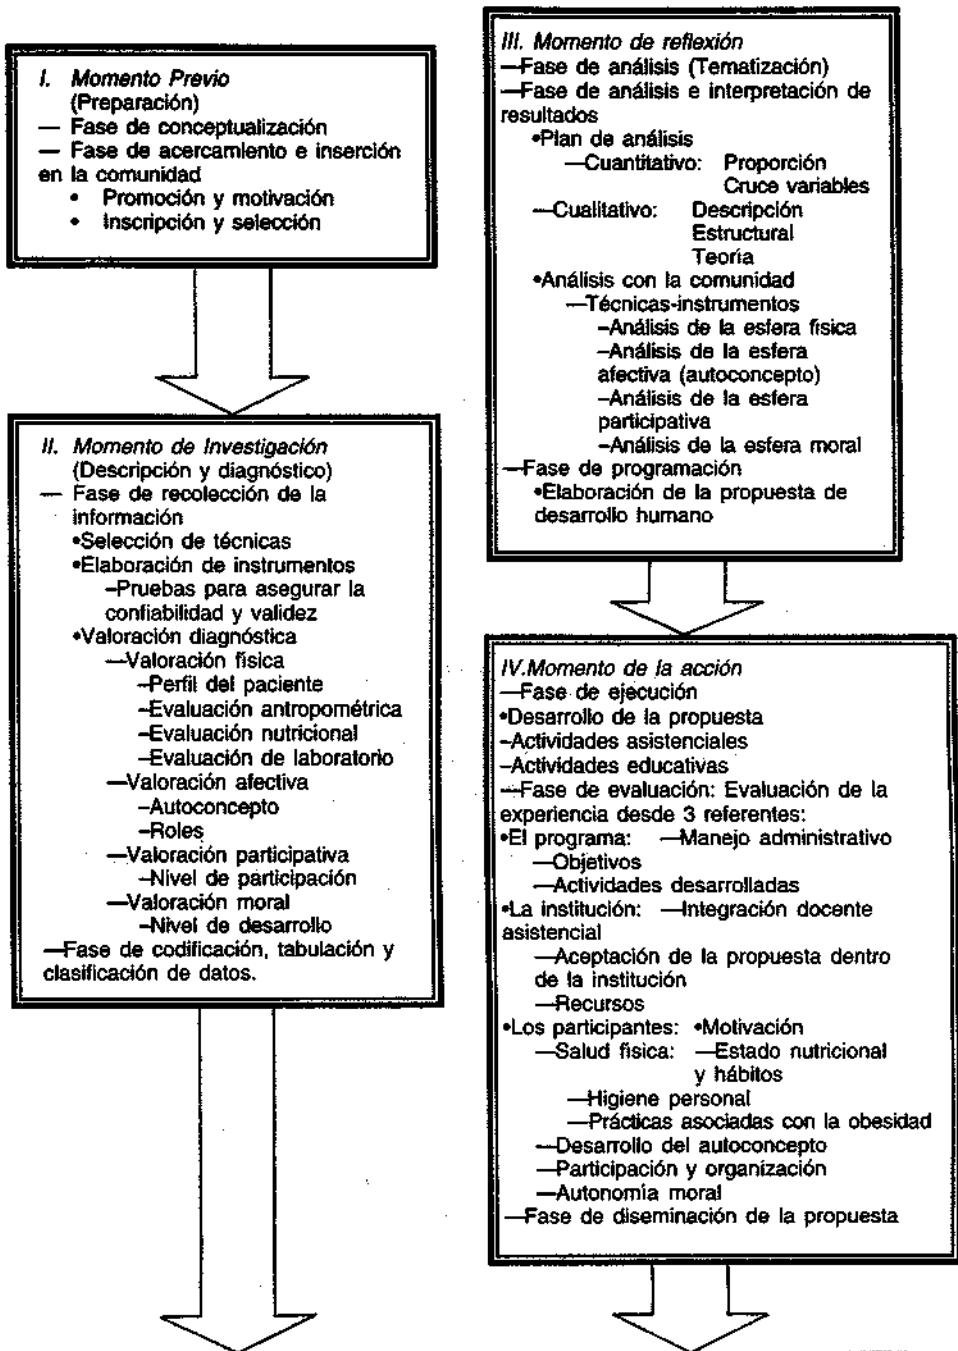 I. Momento Previo
(Preparación)
— Fase de conceptualización
— Fase de acercamiento e inserción
en la comunidad
• Promoción y motivación
• Inscripción y selección
II. Momento de Investigación
(Descripción y diagnóstico)
— Fase de recolección de la
información
•Selección de técnicas
•Elaboración de instrumentos
–Pruebas para asegurar la
confiabilidad y validez
•Valoración diagnóstica
—Valoración física
–Perfil del paciente
–Evaluación antropométrica
–Evaluación nutricional
–Evaluación de laboratorio
—Valoración afectiva
–Autoconcepto
–Roles
—Valoración participativa
–Nivel de participación
—Valoración moral
–Nivel de desarrollo
—Fase de codificación, tabulación y
clasificación de datos.
III. Momento de reflexión
—Fase de análisis (Tematización)
—Fase de análisis e interpretación de
resultados
•Plan de análisis
—Cuantitativo: Proporción
Cruce variables
—Cualitativo: Descripción
Estructural
Teoría
•Análisis con la comunidad
—Técnicas-instrumentos
–Análisis de la esfera física
–Análisis de la esfera
afectiva (autoconcepto)
–Análisis de la esfera
participativa
–Análisis de la esfera moral
—Fase de programación
•Elaboración de la propuesta de
desarrollo humano
IV.Momento de la acción
—Fase de ejecución
•Desarrollo de la propuesta
–Actividades asistenciales
–Actividades educativas
—Fase de evaluación: Evaluación de la
experiencia desde 3 referentes:
•El programa: —Manejo administrativo
—Objetivos
—Actividades desarrolladas
•La institución: —Integración docente
asistencial
—Aceptación de la propuesta dentro
de la institución
—Recursos
•Los participantes: •Motivación
—Salud física: —Estado nutricional
y hábitos
—Higiene personal
—Prácticas asociadas con la obesidad
—Desarrollo del autoconcepto
—Participación y organización
—Autonomía moral
—Fase de diseminación de la propuesta